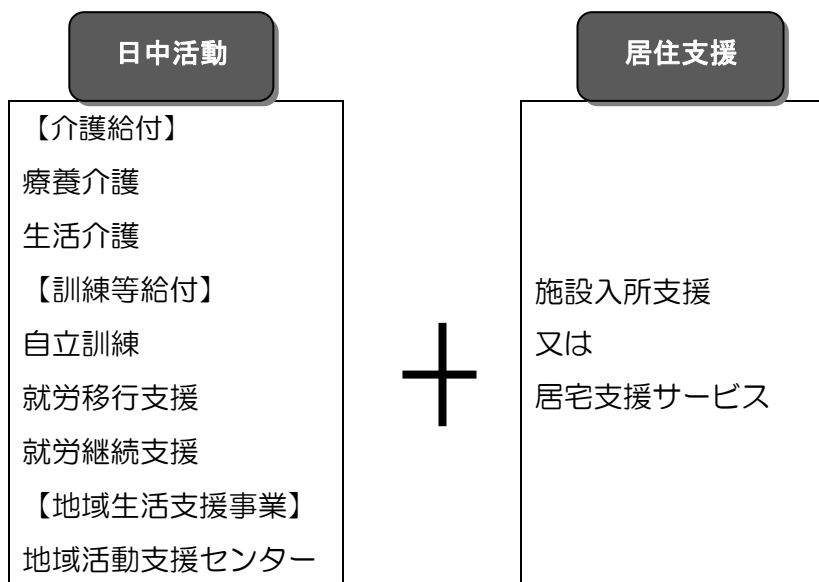 日中活動
【介護給付】
療養介護
生活介護
【訓練等給付】
自立訓練
就労移行支援
就労継続支援
【地域生活支援事業】
地域活動支援センター
＋
居住支援
施設入所支援
又は
居宅支援サービス